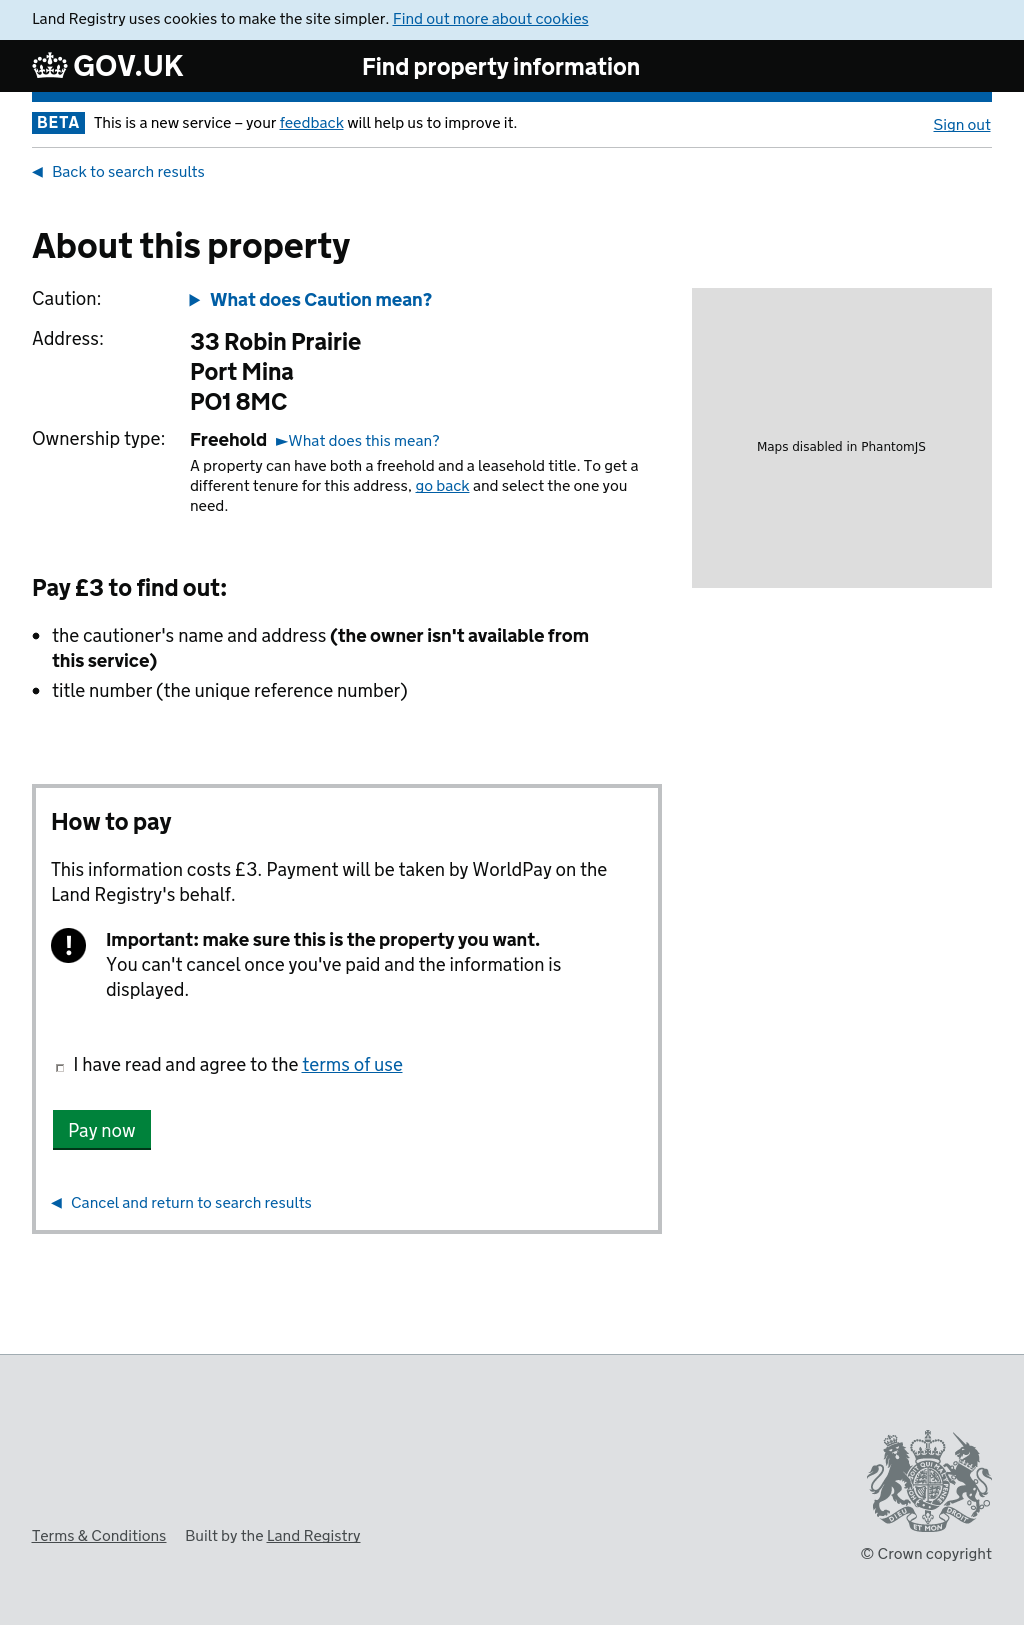 Land Registry uses cookies to make the site simpler. Find out more about cookies
GOV.UK
Find property information
BETA This is a new service – your feedback will help us to improve it.
Sign out
◀ Back to search results
About this property
Caution:
▶ What does Caution mean?
Address:
33 Robin Prairie
Port Mina
PO1 8MC
Ownership type:
Freehold ►What does this mean?
A property can have both a freehold and a leasehold title. To get a
different tenure for this address, go back and select the one you
need.
Maps disabled in PhantomJS
Pay £3 to find out:
• the cautioner's name and address (the owner isn't available from
this service)
• title number (the unique reference number)
How to pay
This information costs £3. Payment will be taken by WorldPay on the
Land Registry's behalf.
! Important: make sure this is the property you want.
You can't cancel once you've paid and the information is
displayed.
I have read and agree to the terms of use
Pay now
◀ Cancel and return to search results
DIEU ET MON DROIT
Terms & Conditions Built by the Land Registry
© Crown copyright